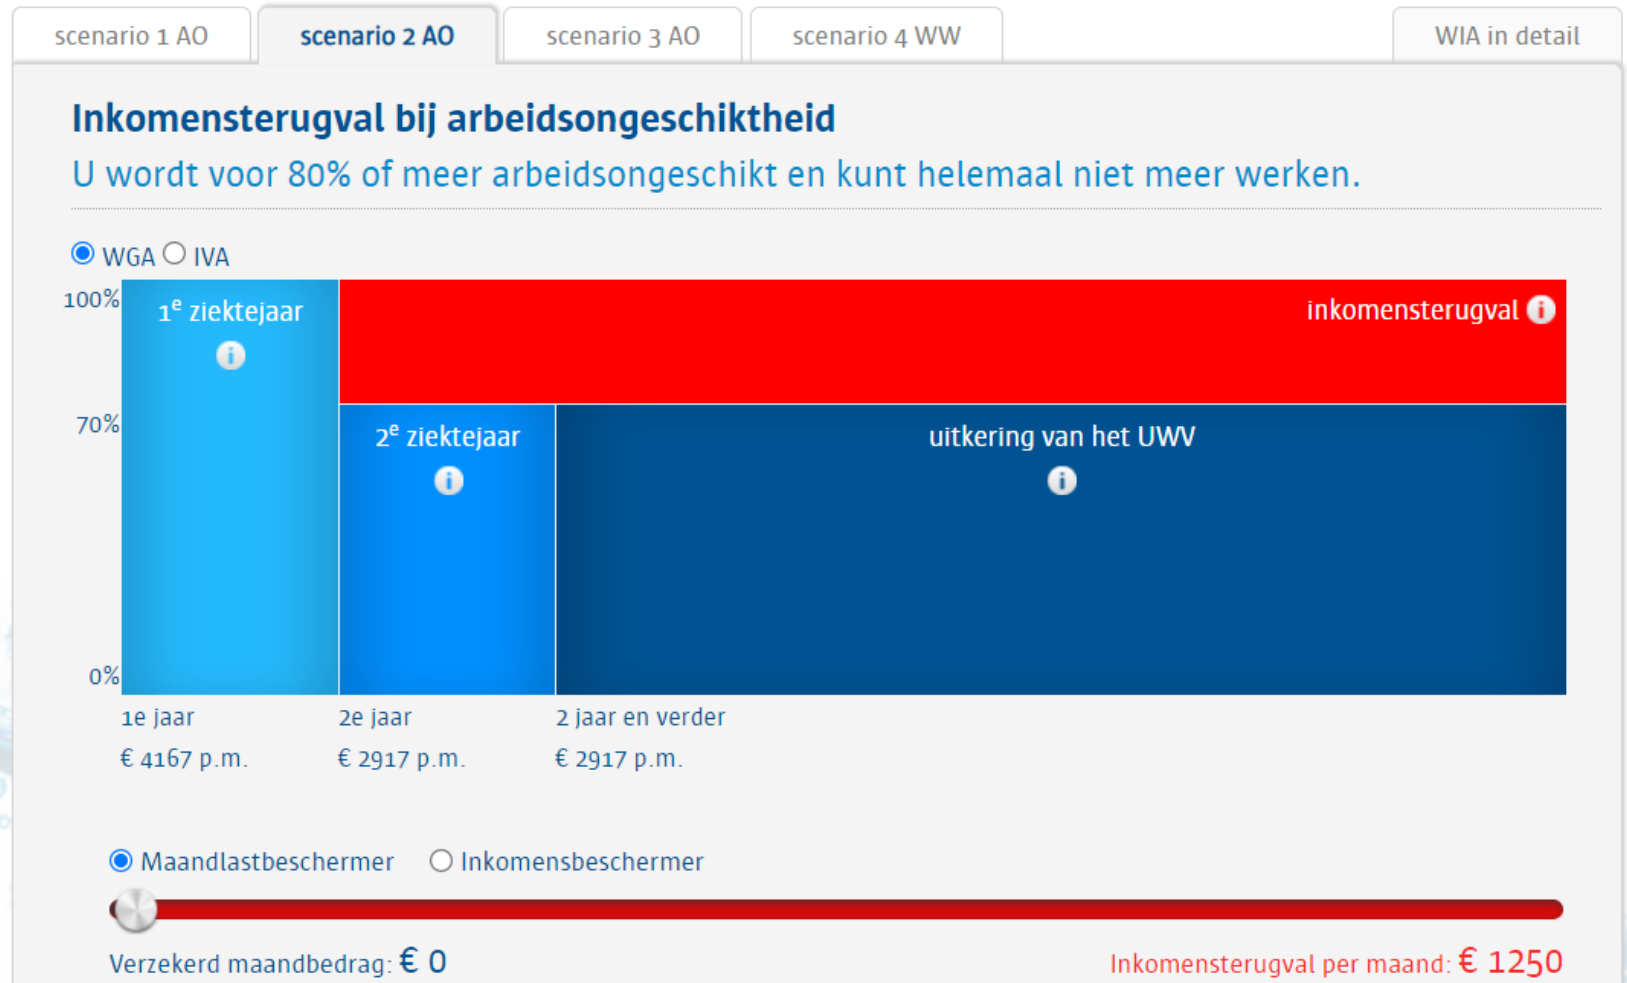 scenario 1 AO
scenario 2 AO
scenario 3 AO
scenario 4 WW
WIA in detail
Inkomensterugval bij arbeidsongeschiktheid
U wordt voor 80% of meer arbeidsongeschikt en kunt helemaal niet meer werken.
WGA IVA
100%
1e ziektejaar
inkomensterugval
70%
2e ziektejaar
uitkering van het UWV
0%
1e jaar
2e jaar
2 jaar en verder
€ 4167 p.m.
€ 2917 p.m.
€ 2917 p.m.
Maandlastbeschermer Inkomensbeschermer
Verzekerd maandbedrag: € 0
Inkomensterugval per maand: € 1250